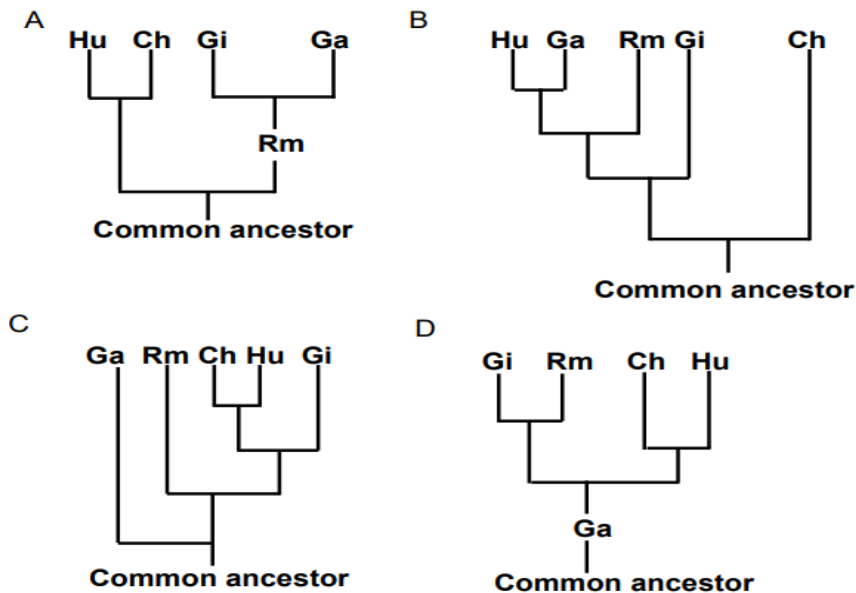 A
Hu Ch Gi Ga
Rm
Common ancestor
B
Hu Ga Rm Gi Ch
Common ancestor
C
Ga Rm Ch Hu Gi
Common ancestor
D
Gi Rm Ch Hu
Ga
Common ancestor